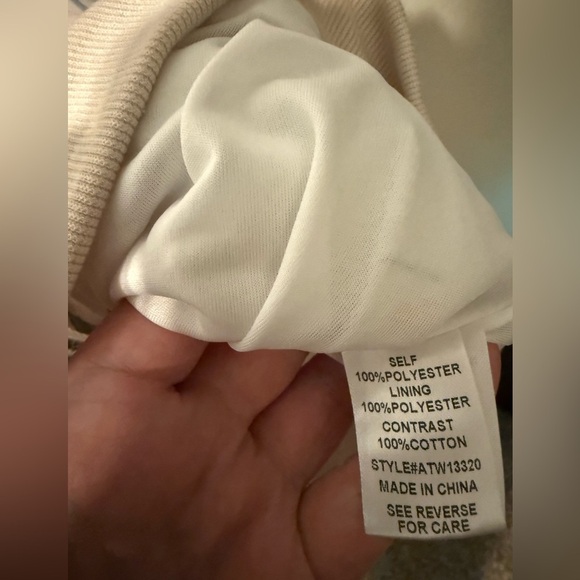 SELF
100%POLYESTER
LINING
100%POLYESTER
CONTRAST
100%COTTON
STYLE#ATW13320
MADE IN CHINA
SEE REVERSE
FOR CARE